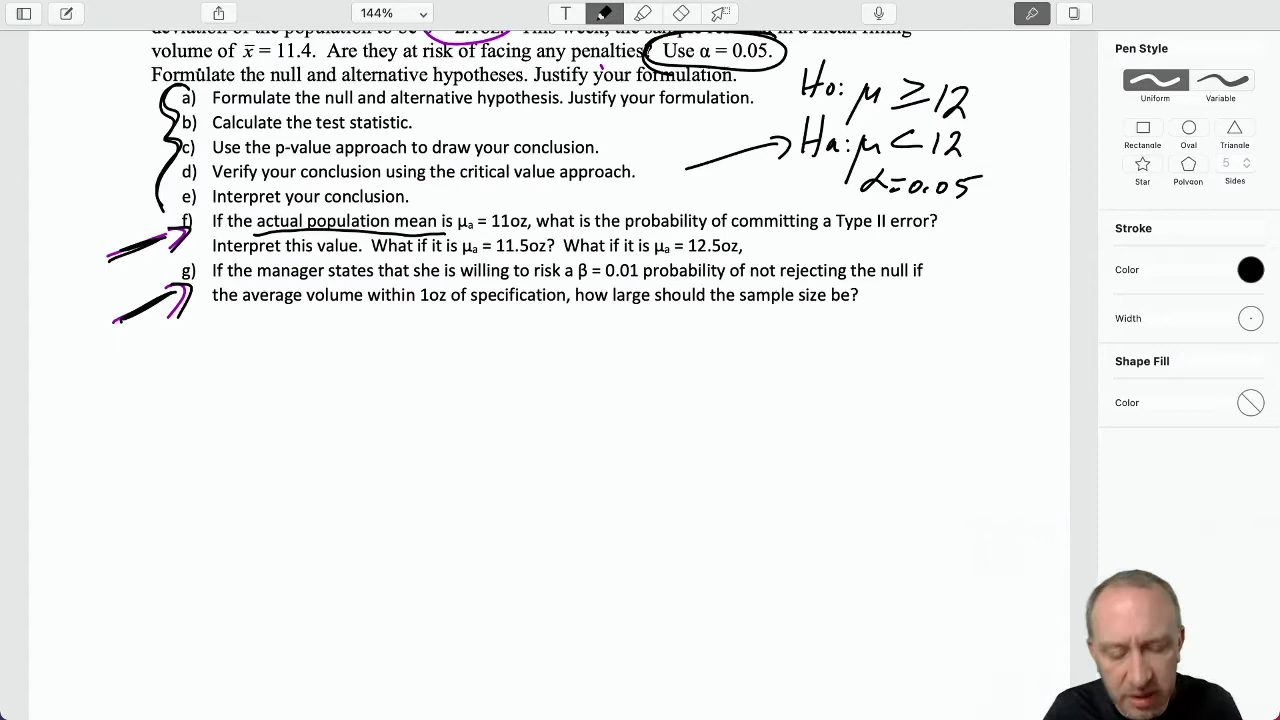 144%
T
volume of x̄ = 11.4. Are they at risk of facing any penalties? Use α = 0.05.
Formulate the null and alternative hypotheses. Justify your formulation.
a) Formulate the null and alternative hypothesis. Justify your formulation.
b) Calculate the test statistic.
c) Use the p-value approach to draw your conclusion.
d) Verify your conclusion using the critical value approach.
e) Interpret your conclusion.
f) If the actual population mean is μₐ = 11oz, what is the probability of committing a Type II error?
Interpret this value. What if it is μₐ = 11.5oz? What if it is μₐ = 12.5oz,
g) If the manager states that she is willing to risk a β = 0.01 probability of not rejecting the null if
the average volume within 1oz of specification, how large should the sample size be?
Ho: μ ≥ 12
Ha: μ < 12
α = 0.05
Pen Style
Uniform Variable
Rectangle Oval Triangle
5
Star Polygon Sides
Stroke
Color
Width
Shape Fill
Color